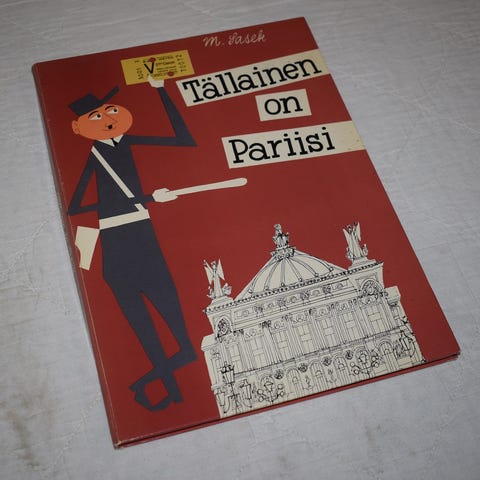 M. Sasek
V
Tällainen
on
Pariisi